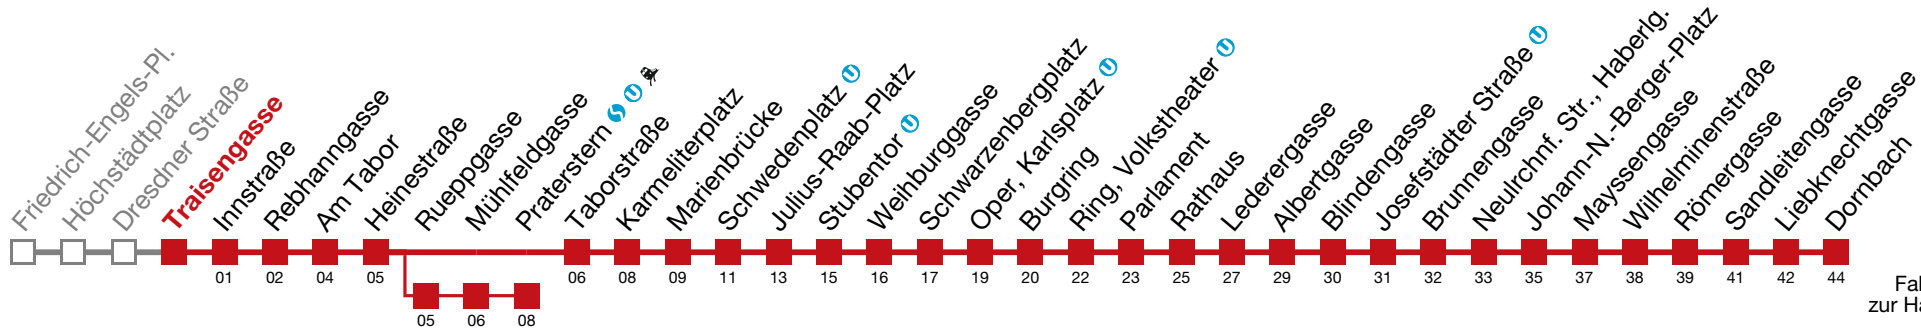 Friedrich-Engels-Pl.
Höchstädtplatz
Dresdner Straße
Traisengasse
Innstraße
Rebhanngasse
Am Tabor
Heinestraße
Rueppgasse
Mühlfeldgasse
Praterstern
Taborstraße
Karmeliterplatz
Marienbrücke
Schwedenplatz
Julius-Raab-Platz
Stubentor
Weihburggasse
Schwarzenbergplatz
Oper, Karlsplatz
Burgring
Ring, Volkstheater
Parlament
Rathaus
Lederergasse
Albertgasse
Blindengasse
Josefstädter Straße
Brunnengasse
Neulrchnf. Str., Haberlg.
Johann-N.-Berger-Platz
Mayssengasse
Wilhelminenstraße
Römergasse
Sandleitengasse
Liebknechtgasse
Dornbach
01 02 04 05 06 08 09 11 13 15 16 17 19 20 22 23 25 27 29 30 31 32 33 35 37 38 39 41 42 44
05 06 08
Fal
zur Ha